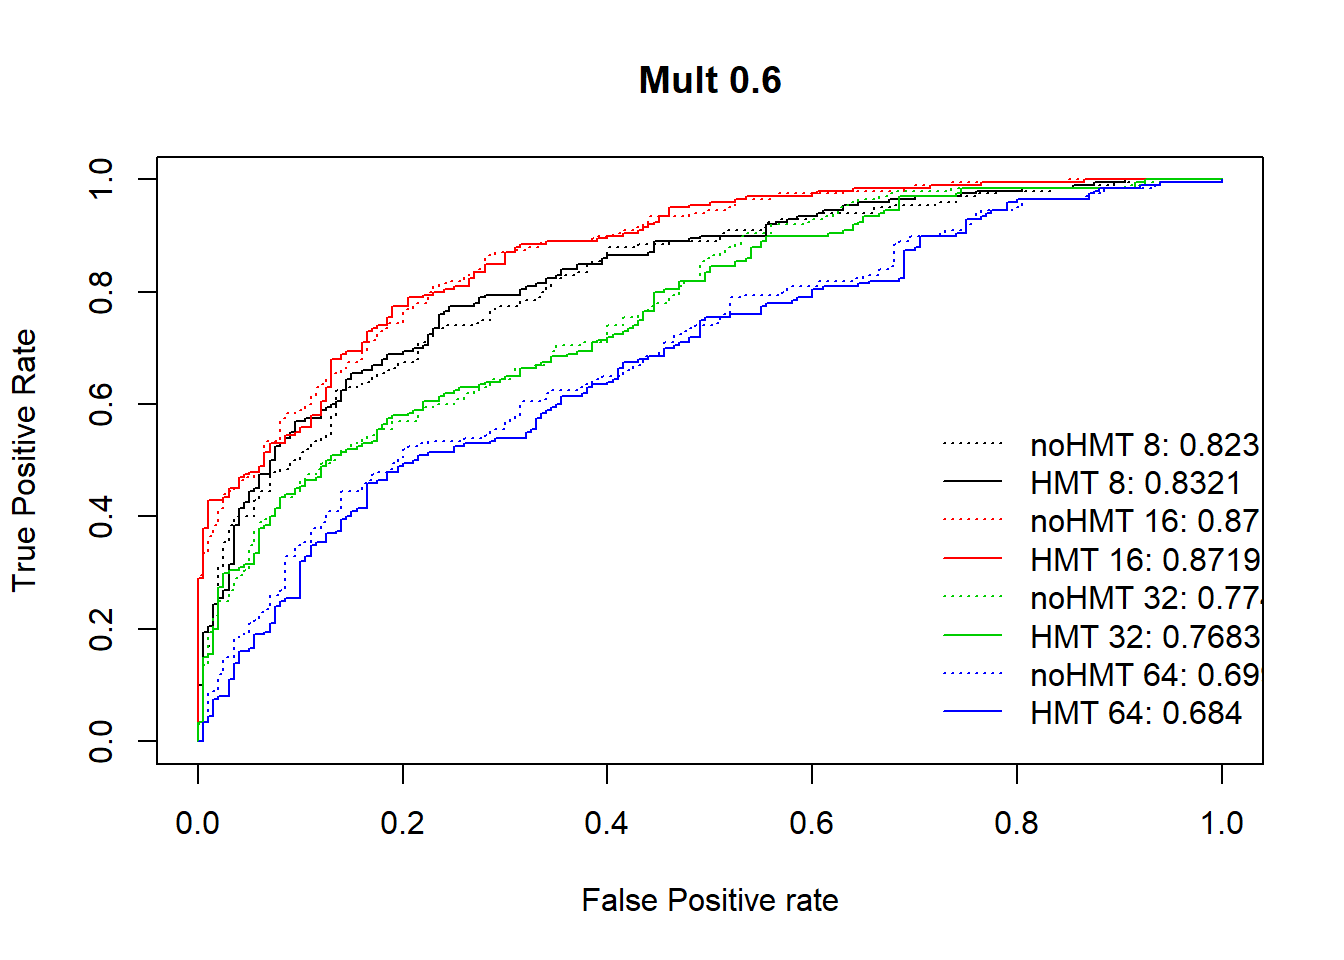 Mult 0.6
True Positive Rate
1.0
0.8
0.6
0.4
0.2
0.0
noHMT 8: 0.823
HMT 8: 0.8321
noHMT 16: 0.87
HMT 16: 0.8719
noHMT 32: 0.77
HMT 32: 0.7683
noHMT 64: 0.69
HMT 64: 0.684
0.0 0.2 0.4 0.6 0.8 1.0
False Positive rate